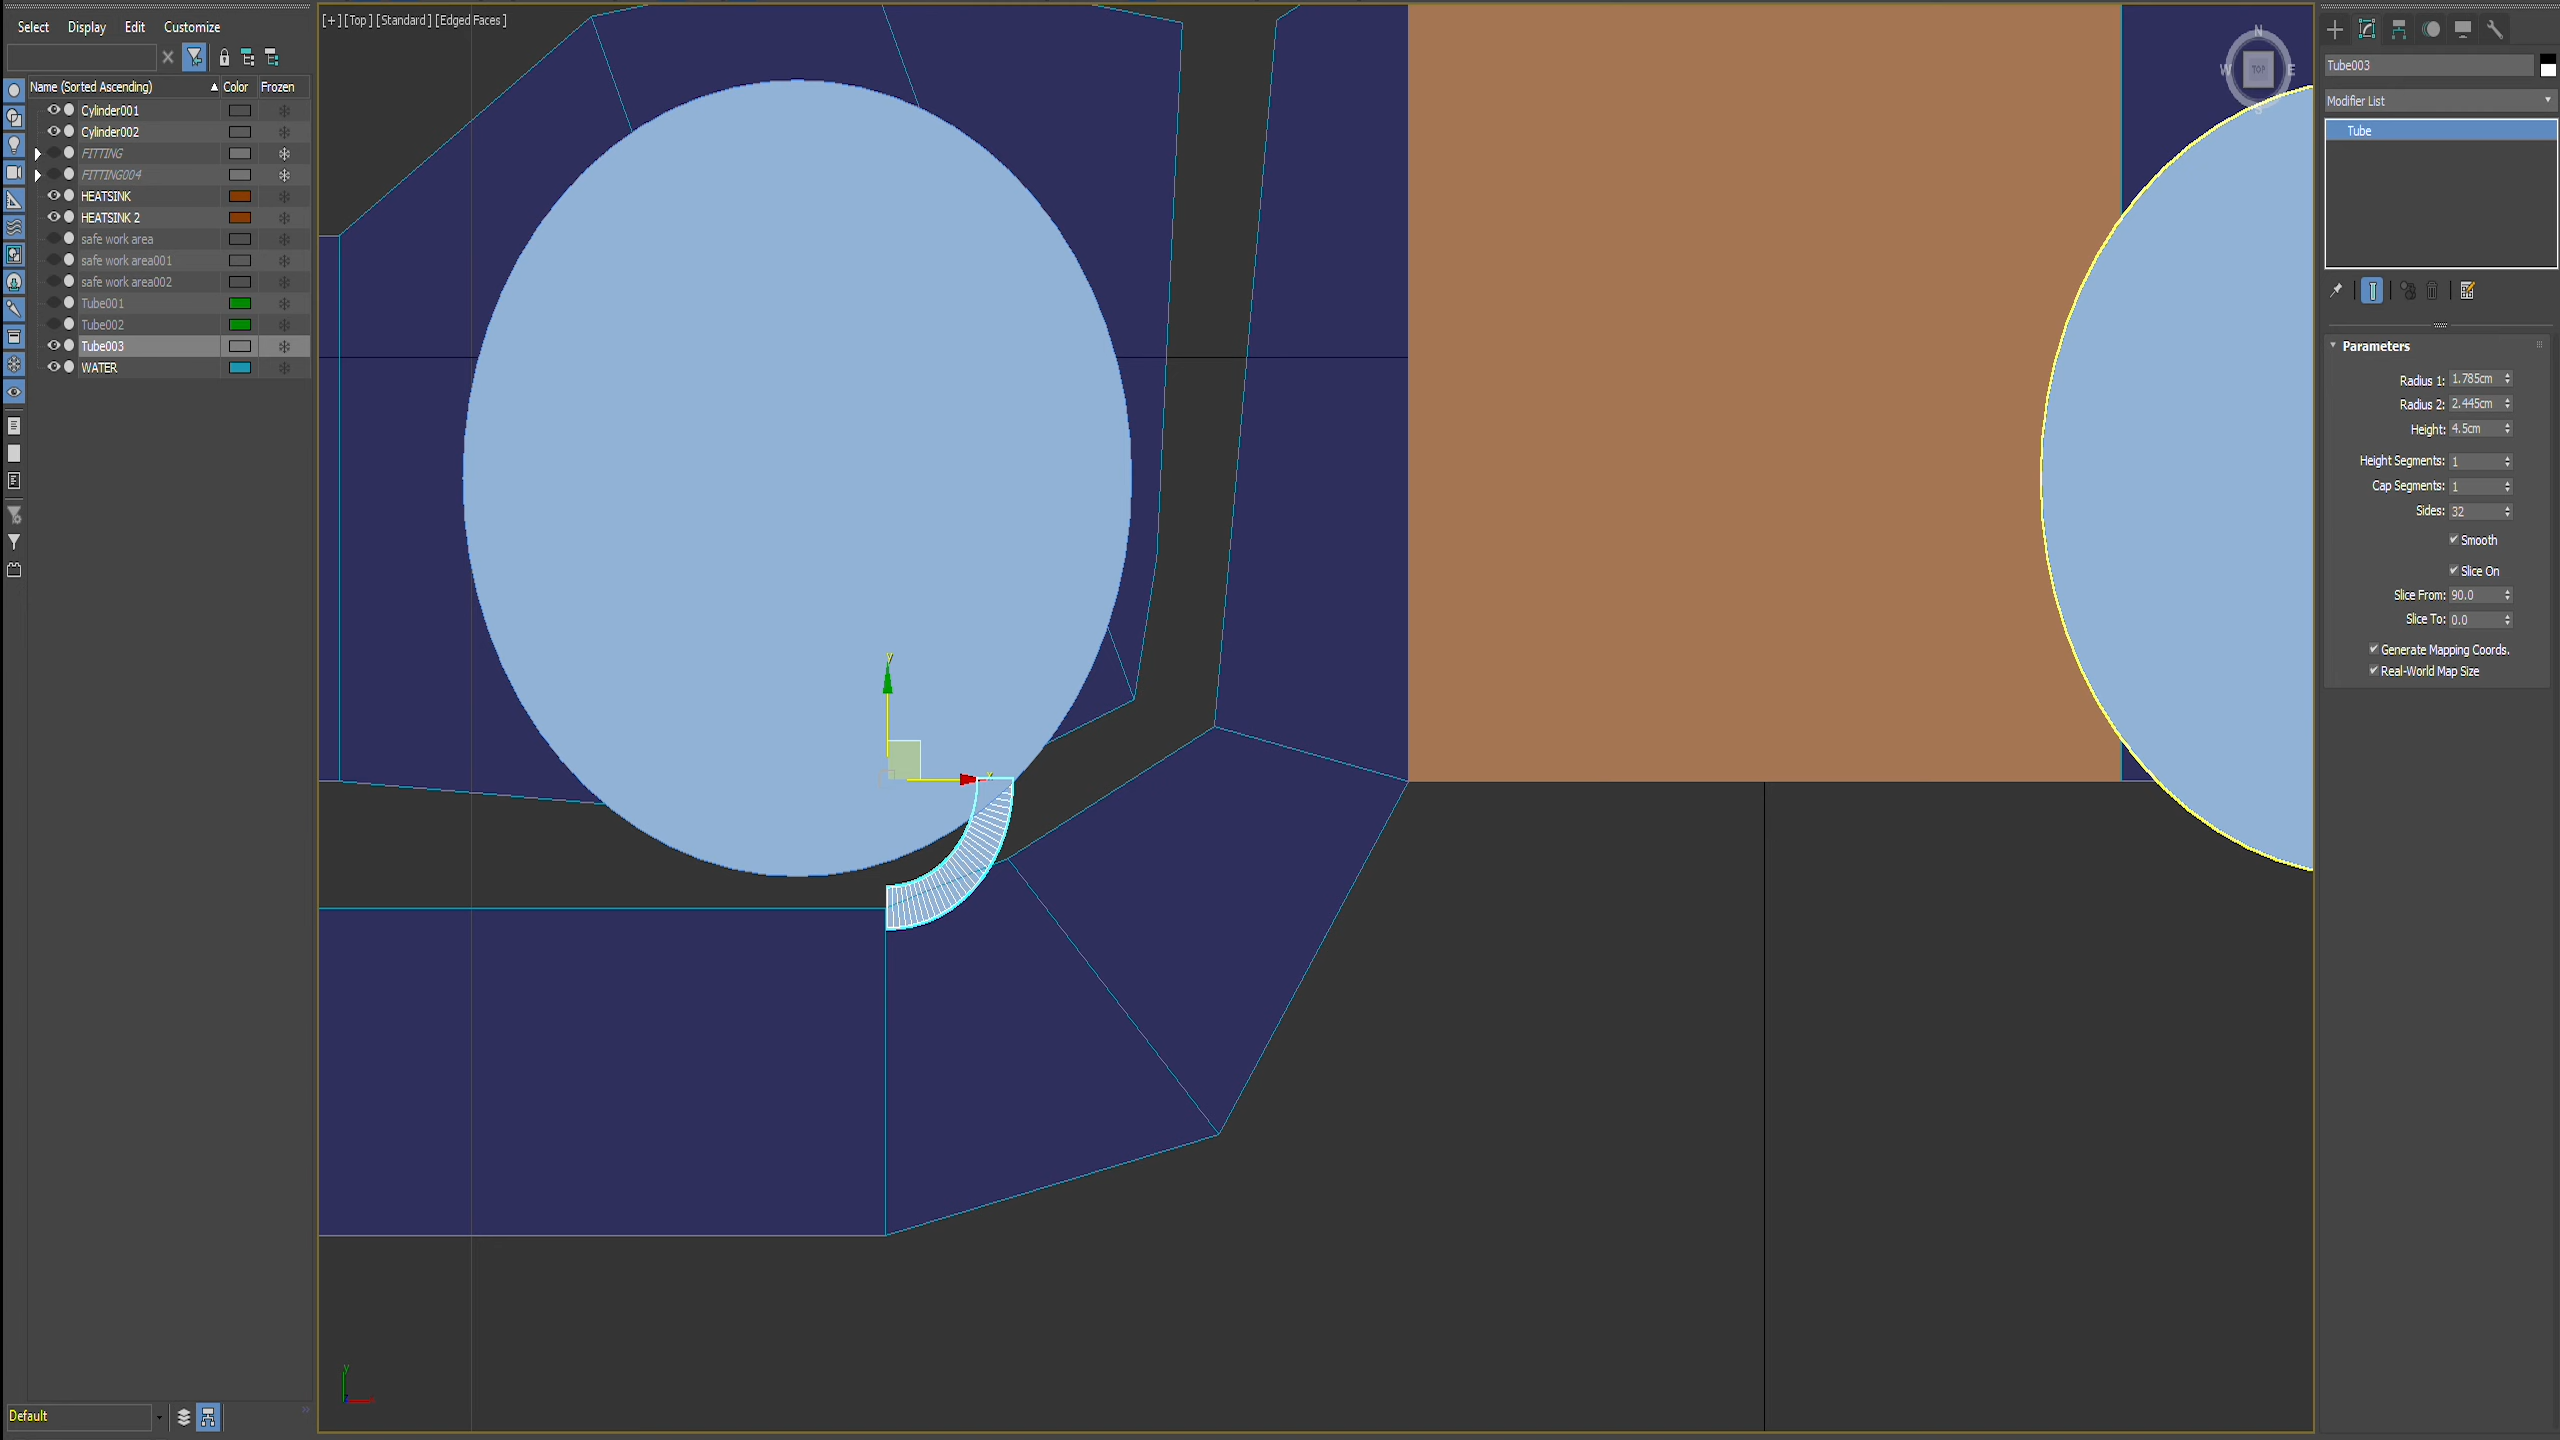 Select Display Edit Customize
Name (Sorted Ascending) Color Frozen
Cylinder001
Cylinder002
FITTING
FITTING004
HEATSINK
HEATSINK 2
safe work area
safe work area001
safe work area002
Tube001
Tube002
Tube003
WATER
Default
[+] [Top] [Standard] [Edged Faces]
N
W TOP E
S
y
x
y
Tube003
Modifier List
Tube
Parameters
Radius 1: 1.785cm
Radius 2: 2.445cm
Height: 4.5cm
Height Segments: 1
Cap Segments: 1
Sides: 32
Smooth
Slice On
Slice From: 90.0
Slice To: 0.0
Generate Mapping Coords.
Real-World Map Size